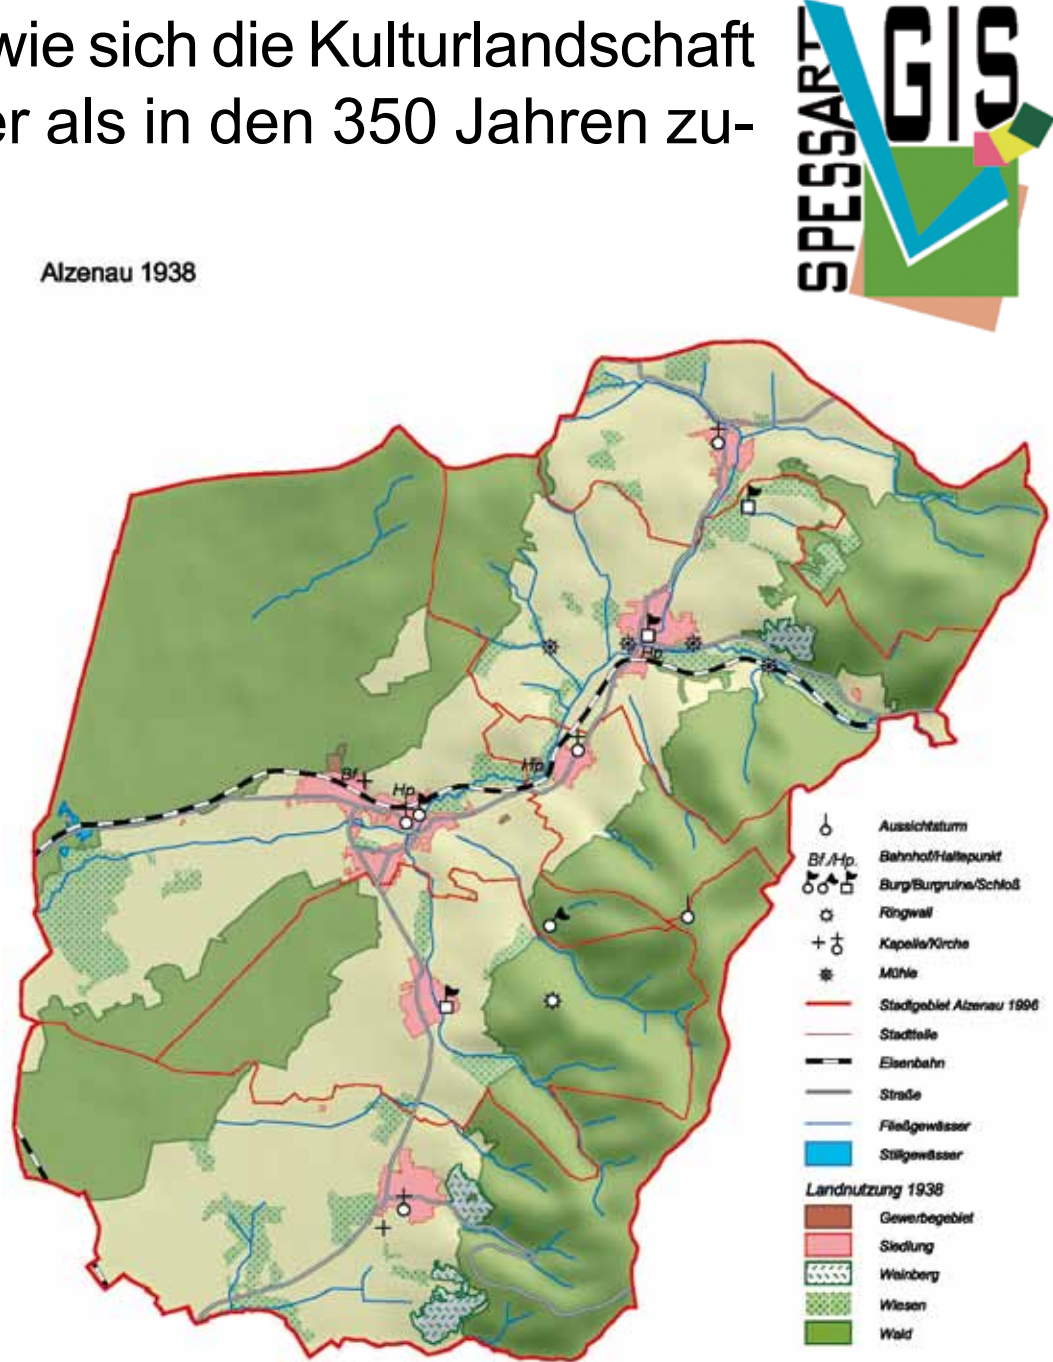 wie sich die Kulturlandschaft
er als in den 350 Jahren zu-
SPESSART
GIS
Alzenau 1938
Hp
Bf.
Hp.
Hp.
Aussichtsturm
Bf./Hp. Bahnhof/Haltepunkt
Burg/Burgruine/Schloß
Ringwall
Kapelle/Kirche
Mühle
Stadtgebiet Alzenau 1996
Stadtteile
Eisenbahn
Straße
Fließgewässer
Stillgewässer
Landnutzung 1938
Gewerbegebiet
Siedlung
Weinberg
Wiesen
Wald